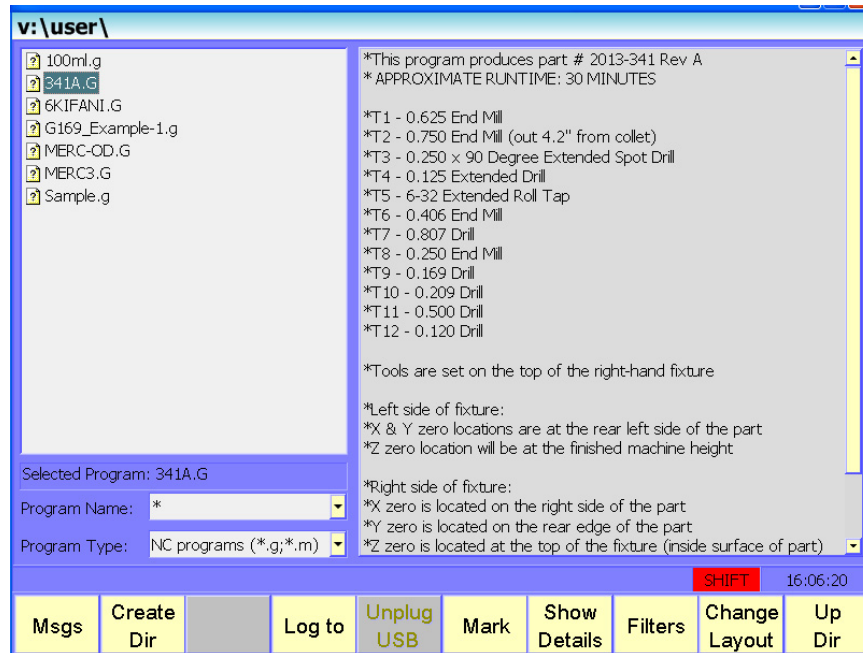 v:\user\
100ml.g
341A.G
6KIFANI.G
G169_Example-1.g
MERC-OD.G
MERC3.G
Sample.g
Selected Program: 341A.G
Program Name: *
Program Type: NC programs (*.g;*.m)
*This program produces part # 2013-341 Rev A
* APPROXIMATE RUNTIME: 30 MINUTES
*T1 - 0.625 End Mill
*T2 - 0.750 End Mill (out 4.2" from collet)
*T3 - 0.250 x 90 Degree Extended Spot Drill
*T4 - 0.125 Extended Drill
*T5 - 6-32 Extended Roll Tap
*T6 - 0.406 End Mill
*T7 - 0.807 Drill
*T8 - 0.250 End Mill
*T9 - 0.169 Drill
*T10 - 0.209 Drill
*T11 - 0.500 Drill
*T12 - 0.120 Drill
*Tools are set on the top of the right-hand fixture
*Left side of fixture:
*X & Y zero locations are at the rear left side of the part
*Z zero location will be at the finished machine height
*Right side of fixture:
*X zero is located on the right side of the part
*Y zero is located on the rear edge of the part
*Z zero is located at the top of the fixture (inside surface of part)
SHIFT 16:06:20
Msgs
Create Dir
Log to
Unplug USB
Mark
Show Details
Filters
Change Layout
Up Dir